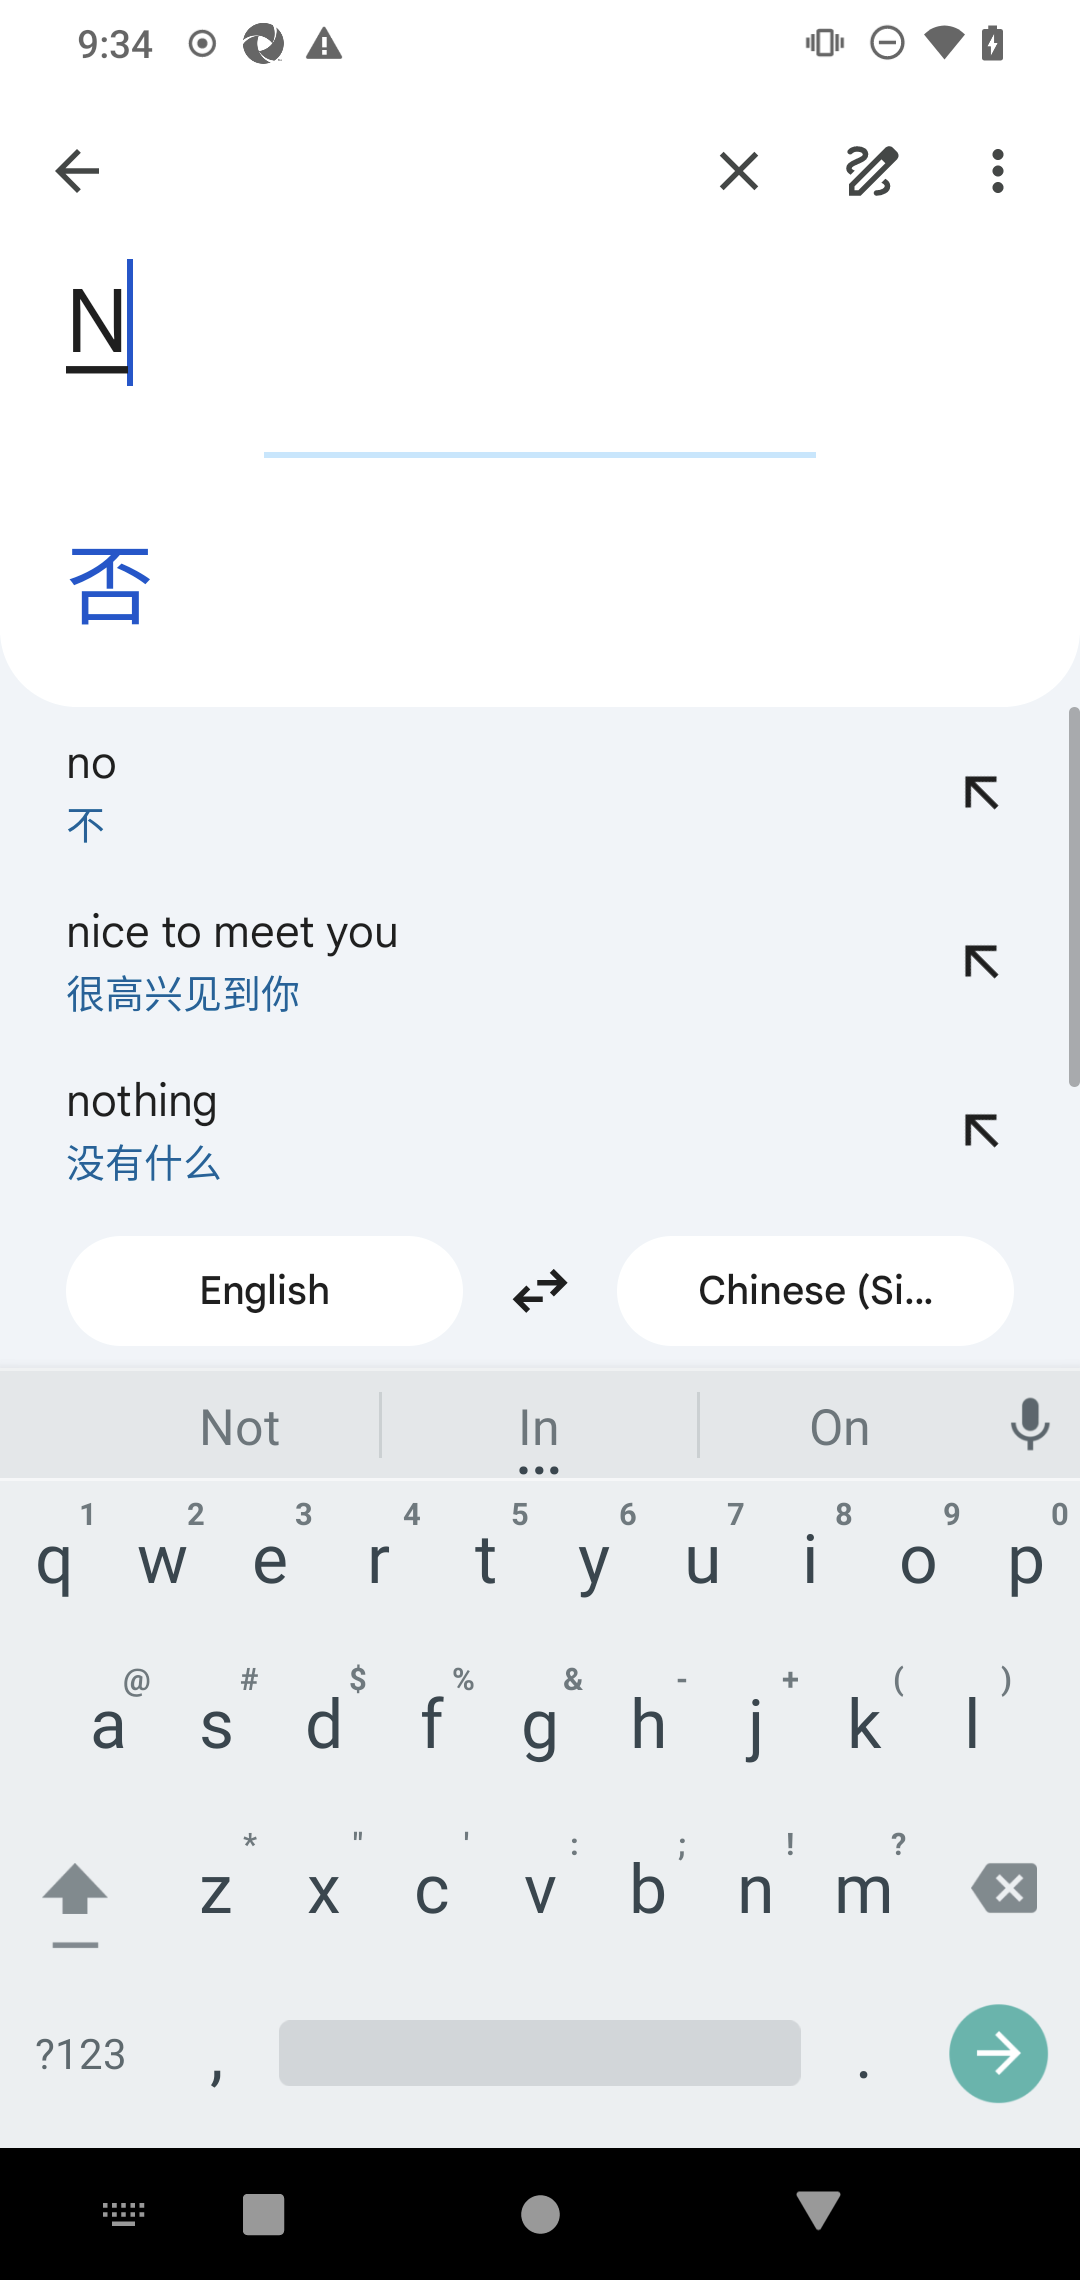 9:34
N
否
no
不
nice to meet you
很高兴见到你
nothing
没有什么
English
Chinese (Si...
Not
In
On
1 2 3 4 5 6 7 8 9 0
q w e r t y u i o p
@ # $ % & - + ( )
a s d f g h j k l
* " ' : ; ! ?
z x c v b n m
?123 , .